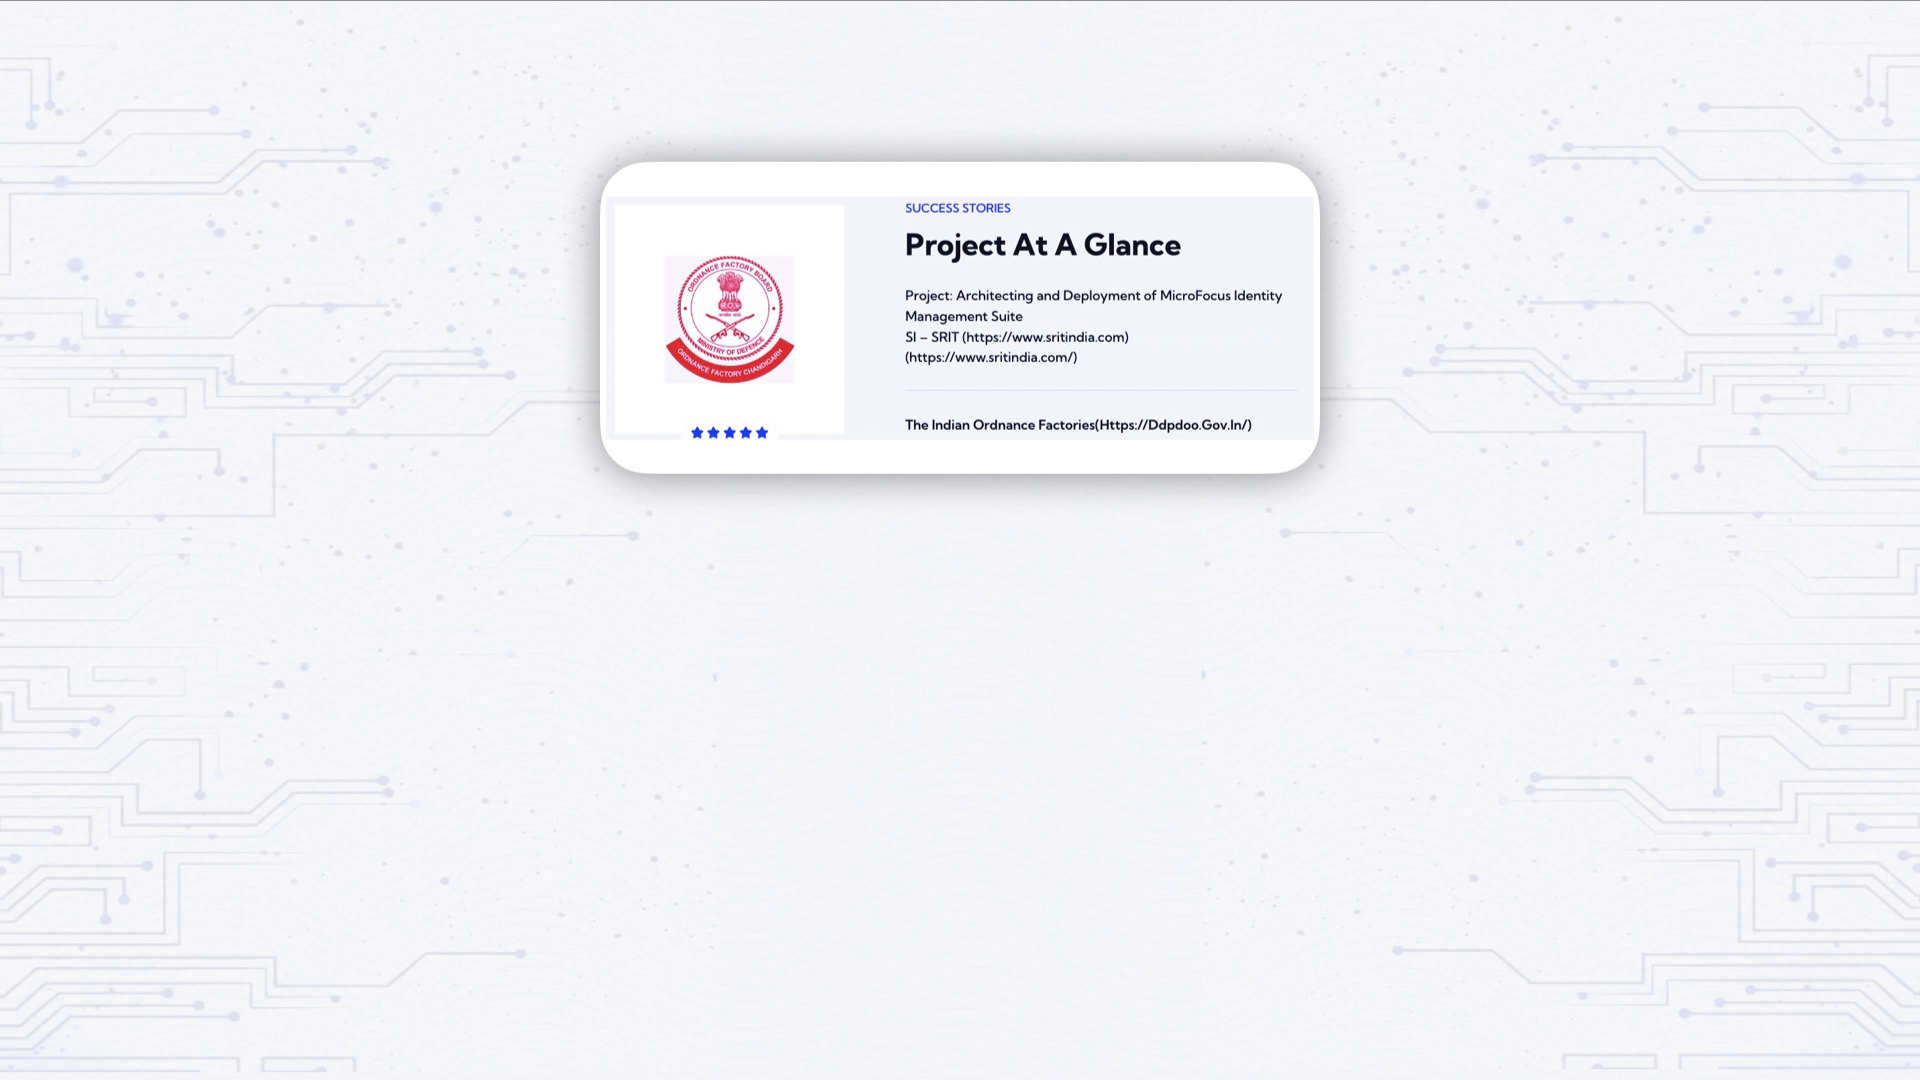 SUCCESS STORIES
Project At A Glance
Project: Architecting and Deployment of MicroFocus Identity
Management Suite
SI – SRIT (https://www.sritindia.com)
(https://www.sritindia.com/)
The Indian Ordnance Factories(Https://Ddpdoo.Gov.In/)
ORDNANCE FACTORY BOARD
MINISTRY OF DEFENCE
ORDNANCE FACTORY CHANDIGARH